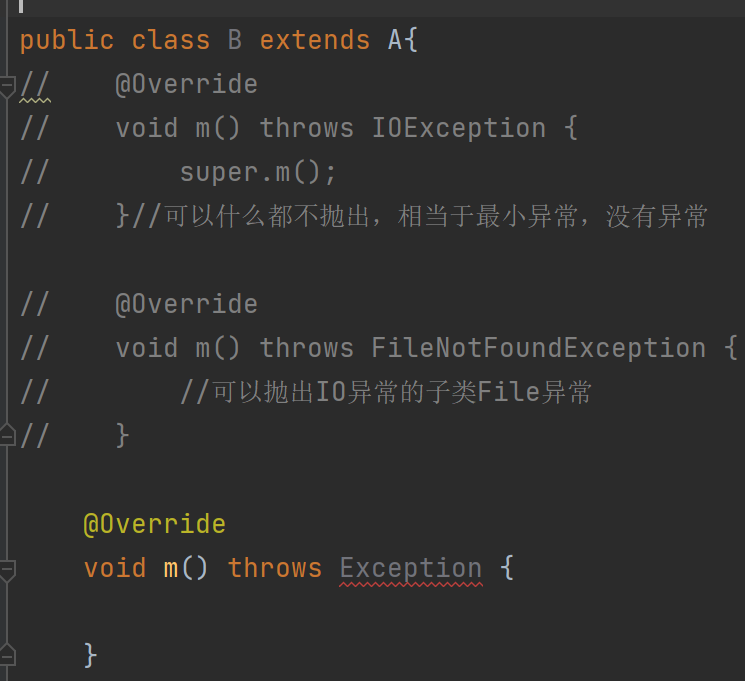 public class B extends A{
//    @Override
//    void m() throws IOException {
//        super.m();
//    }//可以什么都不抛出，相当于最小异常，没有异常
//    @Override
//    void m() throws FileNotFoundException {
//        //可以抛出IO异常的子类File异常
//    }
    @Override
    void m() throws Exception {
    }